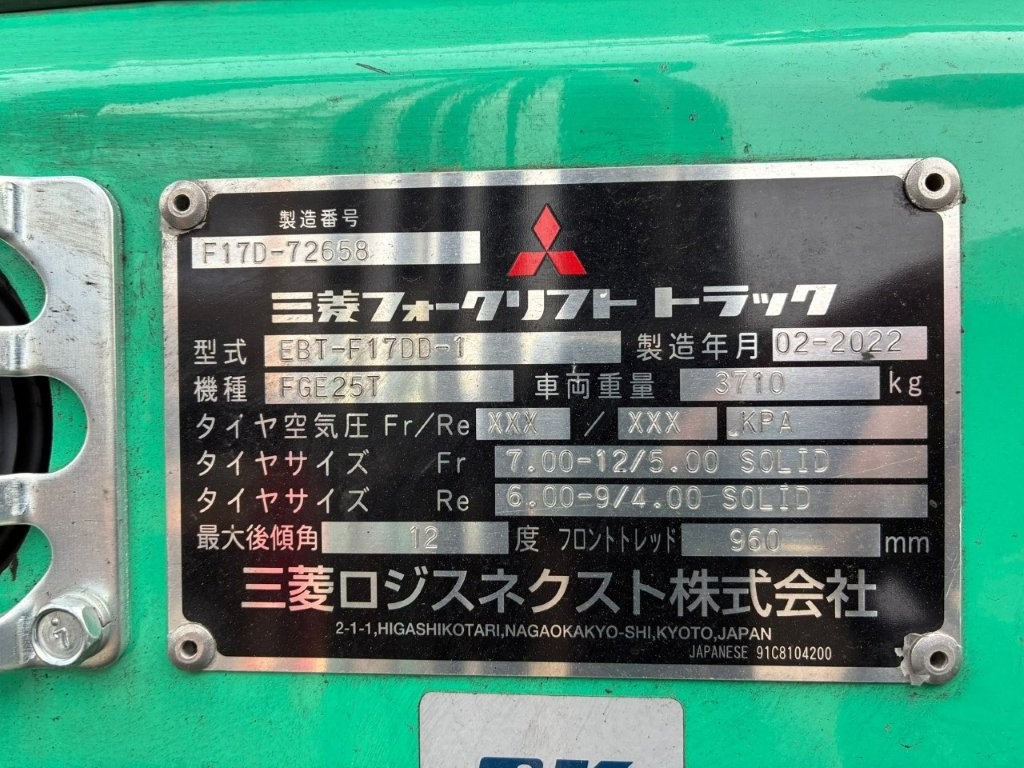 製造番号
F17D-72658
三菱フォークリフト トラック
型式 EBT-F17DD-1 製造年月 02-2022
機種 FGE25T 車両重量 3710 kg
タイヤ空気圧 Fr/Re XXX / XXX KPA
タイヤサイズ Fr 7.00-12/5.00 SOLID
タイヤサイズ Re 6.00-9/4.00 SOLID
最大後傾角 12 度 フロントトレッド 960 mm
三菱ロジスネクスト株式会社
2-1-1,HIGASHIKOTARI,NAGAOKAKYO-SHI,KYOTO,JAPAN
JAPANESE 91C8104200